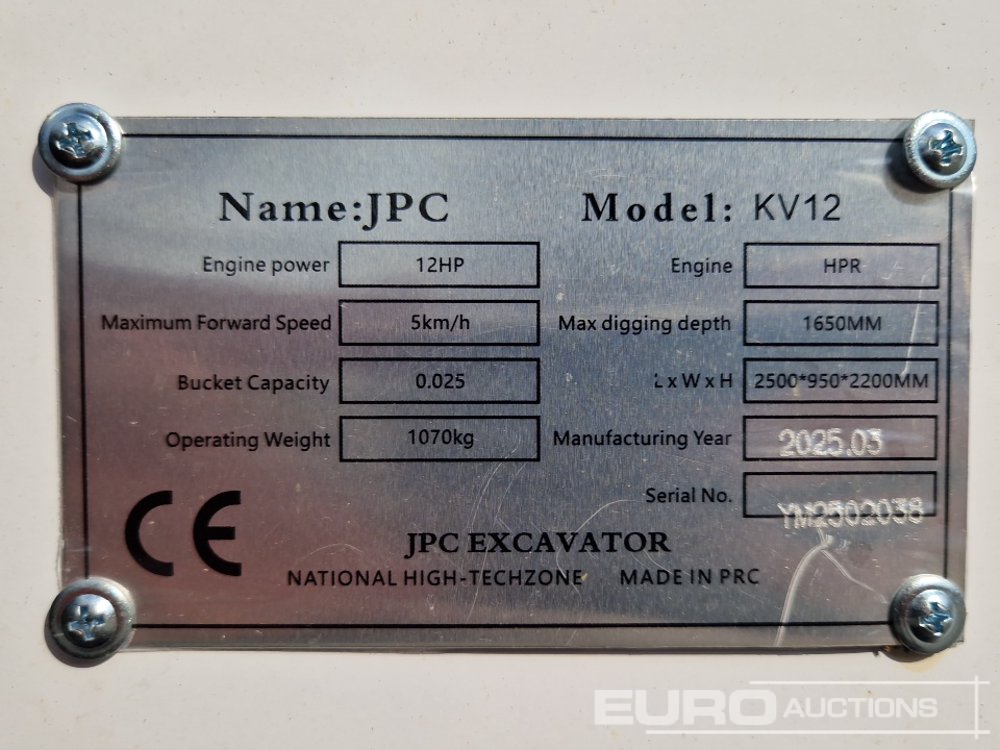 Name:JPC Model: KV12
Engine power 12HP Engine HPR
Maximum Forward Speed 5km/h Max digging depth 1650MM
Bucket Capacity 0.025 L x W x H 2500*950*2200MM
Operating Weight 1070kg Manufacturing Year 2025.03
Serial No. YM2502038
CE
JPC EXCAVATOR
NATIONAL HIGH-TECHZONE MADE IN PRC
EURO AUCTIONS